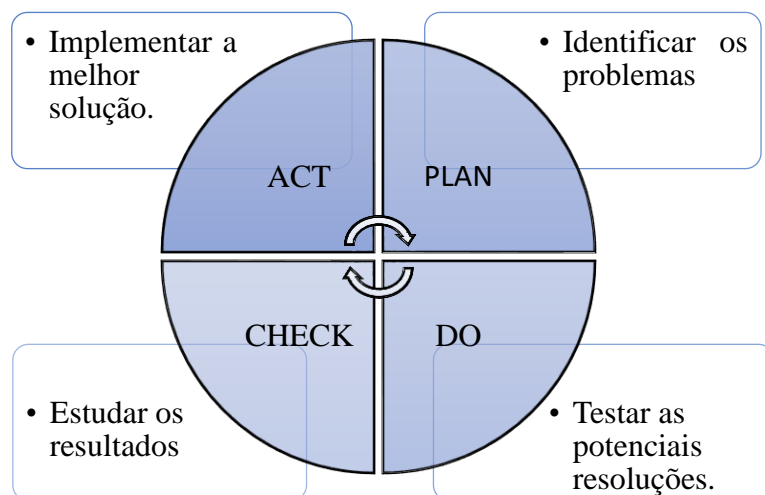 • Implementar a
melhor
solução.
• Identificar os
problemas
ACT
PLAN
CHECK
DO
• Estudar os
resultados
• Testar as
potenciais
resoluções.